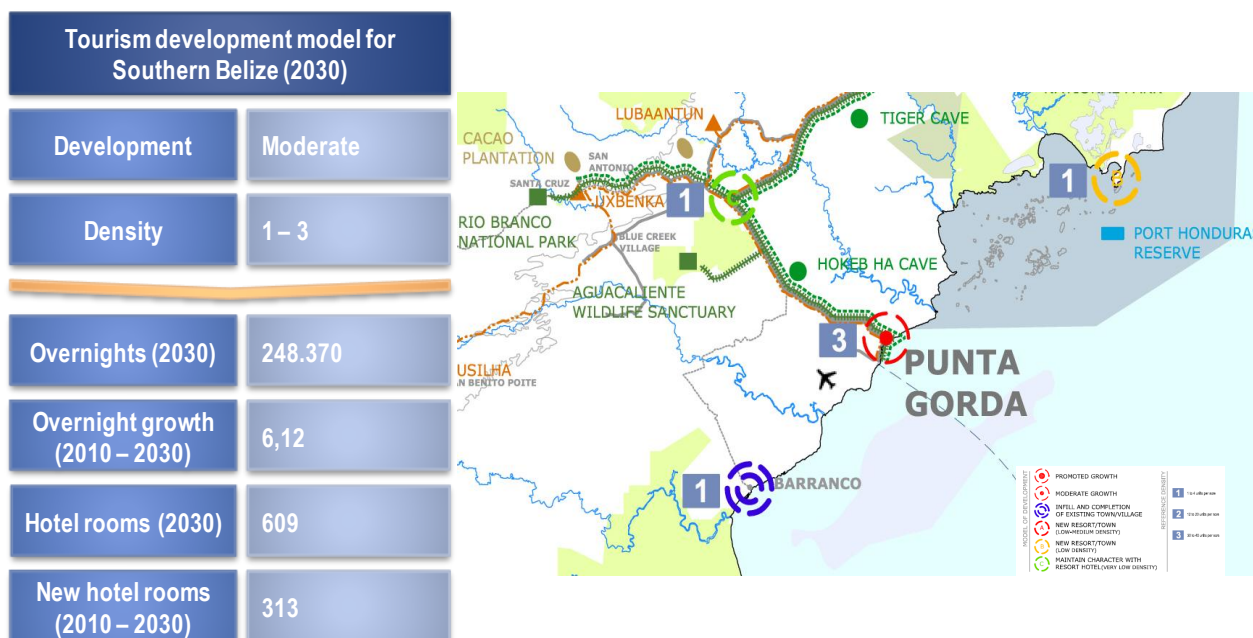 Tourism development model for
Southern Belize (2030)
Development
Moderate
Density
1 – 3
Overnights (2030)
248.370
Overnight growth
(2010 – 2030)
6,12
Hotel rooms (2030)
609
New hotel rooms
(2010 – 2030)
313
LUBAANTUN
TIGER CAVE
CACAO
PLANTATION
SAN
ANTONIO
SANTA CRUZ
UXBENKA
1
1
RIO BRANCO
NATIONAL PARK
BLUE CREEK
VILLAGE
PORT HONDURA
RESERVE
HOKEB HA CAVE
AGUACALIENTE
WILDLIFE SANCTUARY
3
PUNTA
GORDA
USILHA
AN BENITO POITE
1
BARRANCO
MODEL OF DEVELOPMENT
PROMOTED GROWTH
MODERATE GROWTH
INFILL AND COMPLETION
OF EXISTING TOWN/VILLAGE
A
NEW RESORT/TOWN
(LOW-MEDIUM DENSITY)
NEW RESORT/TOWN
(LOW DENSITY)
MAINTAIN CHARACTER WITH
RESORT HOTEL(VERY LOW DENSITY)
REFERENCE DENSITY
1
2
3